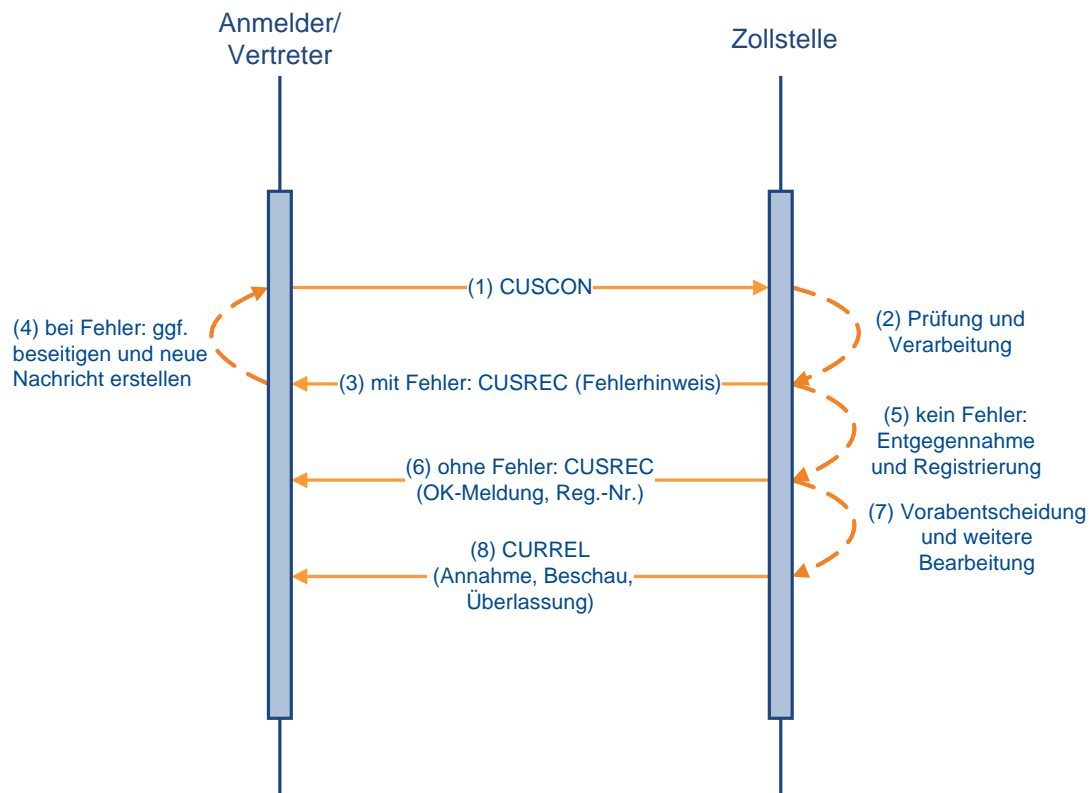 Anmelder/
Vertreter
Zollstelle
(1) CUSCON
(2) Prüfung und
Verarbeitung
(4) bei Fehler: ggf.
beseitigen und neue
Nachricht erstellen
(3) mit Fehler: CUSREC (Fehlerhinweis)
(5) kein Fehler:
Entgegennahme
und Registrierung
(6) ohne Fehler: CUSREC
(OK-Meldung, Reg.-Nr.)
(7) Vorabentscheidung
und weitere
Bearbeitung
(8) CURREL
(Annahme, Beschau,
Überlassung)